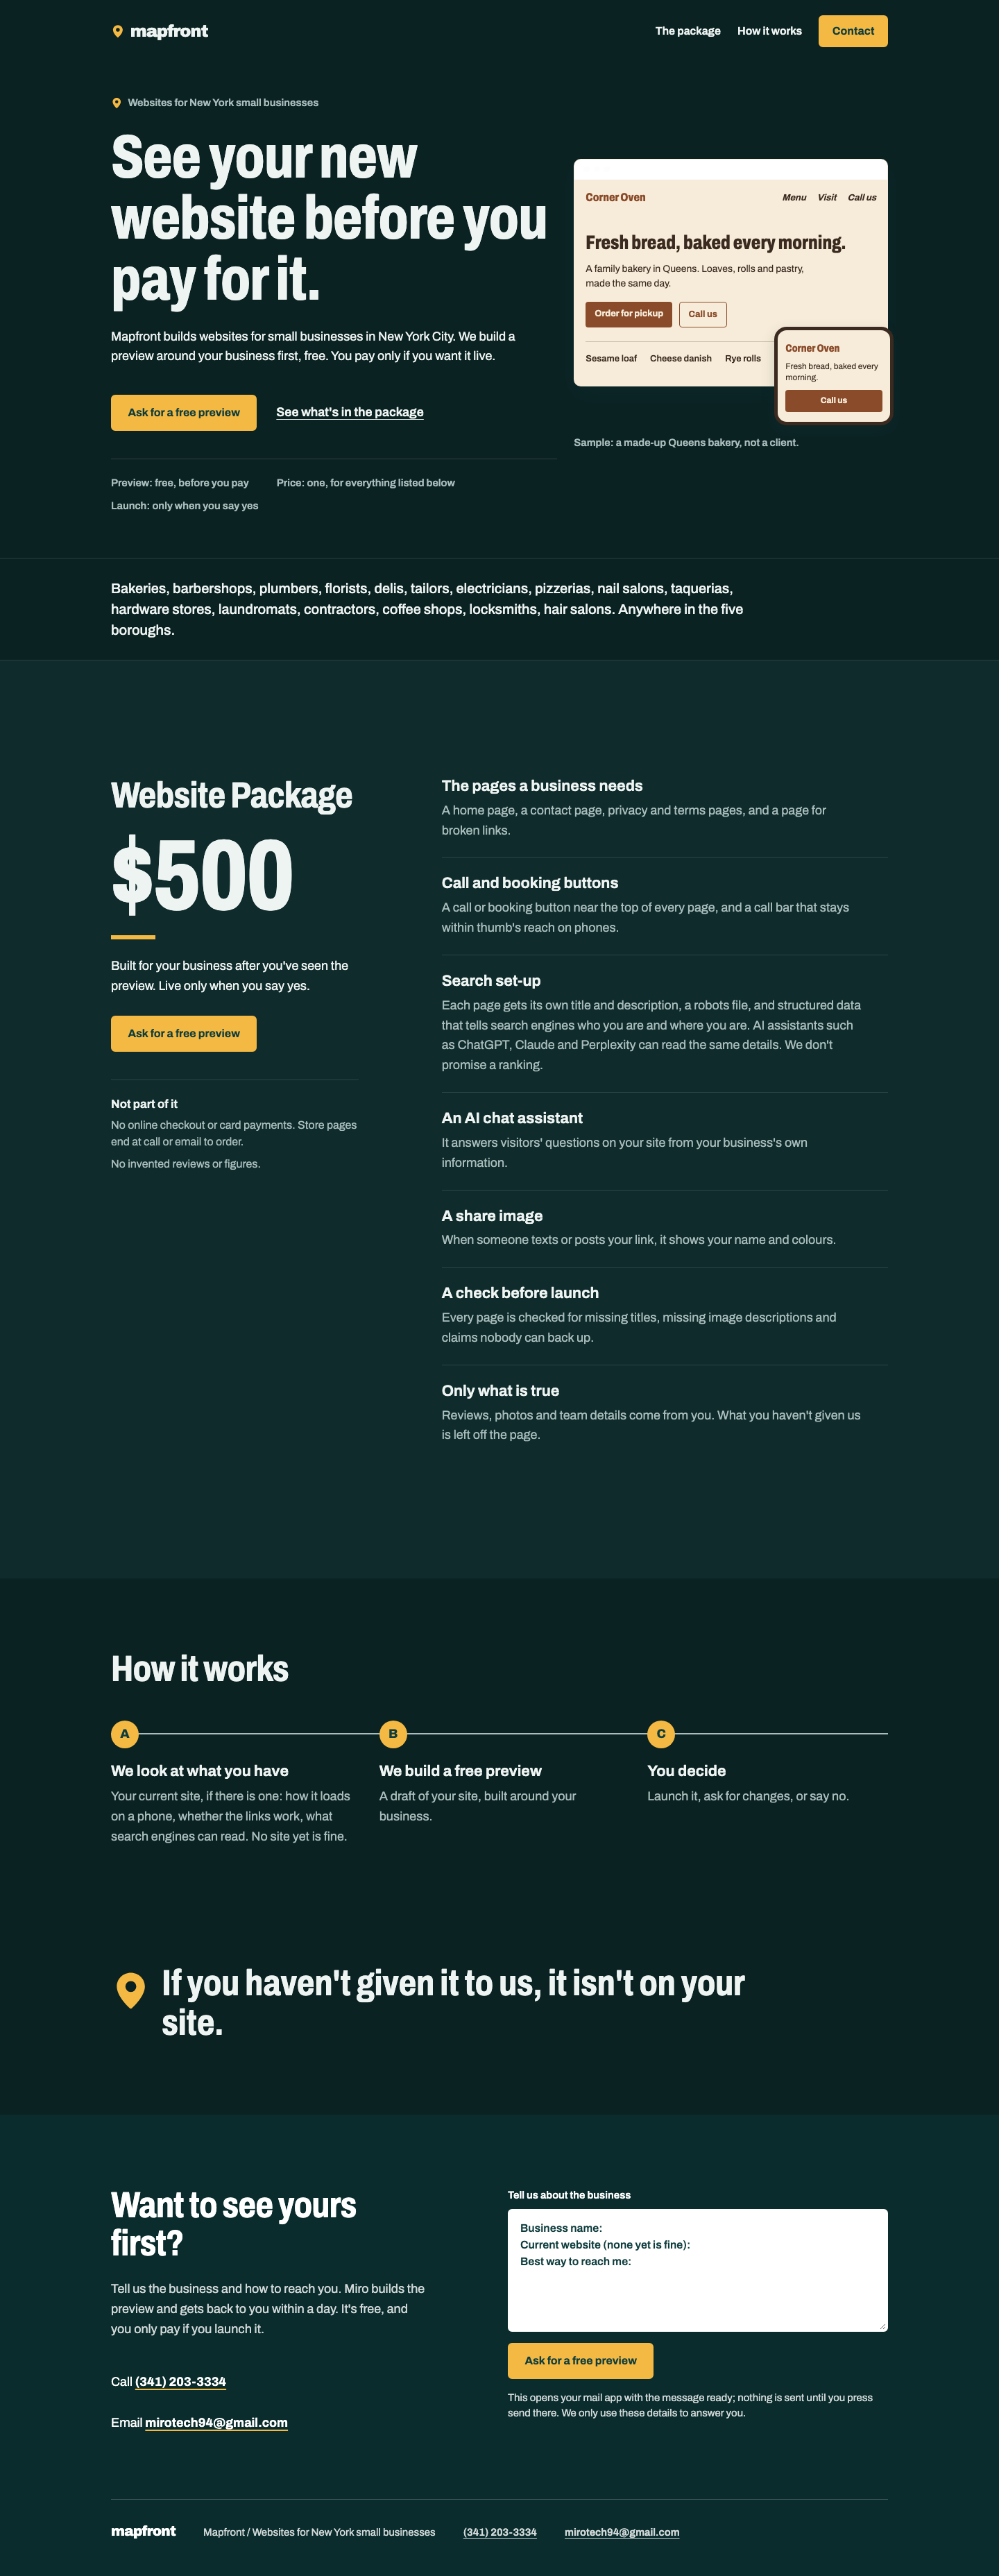 mapfront
The package
How it works
Contact
Websites for New York small businesses
See your new
website before you
pay for it.
Mapfront builds websites for small businesses in New York City. We build a
preview around your business first, free. You pay only if you want it live.
Ask for a free preview
See what's in the package
Preview: free, before you pay
Price: one, for everything listed below
Launch: only when you say yes
Corner Oven
Menu
Visit
Call us
Fresh bread, baked every morning.
A family bakery in Queens. Loaves, rolls and pastry,
made the same day.
Order for pickup
Call us
Sesame loaf
Cheese danish
Rye rolls
Corner Oven
Fresh bread, baked every
morning.
Call us
Sample: a made-up Queens bakery, not a client.
Bakeries, barbershops, plumbers, florists, delis, tailors, electricians, pizzerias, nail salons, taquerias,
hardware stores, laundromats, contractors, coffee shops, locksmiths, hair salons. Anywhere in the five
boroughs.
Website Package
$500
Built for your business after you've seen the
preview. Live only when you say yes.
Ask for a free preview
Not part of it
No online checkout or card payments. Store pages
end at call or email to order.
No invented reviews or figures.
The pages a business needs
A home page, a contact page, privacy and terms pages, and a page for
broken links.
Call and booking buttons
A call or booking button near the top of every page, and a call bar that stays
within thumb's reach on phones.
Search set-up
Each page gets its own title and description, a robots file, and structured data
that tells search engines who you are and where you are. AI assistants such
as ChatGPT, Claude and Perplexity can read the same details. We don't
promise a ranking.
An AI chat assistant
It answers visitors' questions on your site from your business's own
information.
A share image
When someone texts or posts your link, it shows your name and colours.
A check before launch
Every page is checked for missing titles, missing image descriptions and
claims nobody can back up.
Only what is true
Reviews, photos and team details come from you. What you haven't given us
is left off the page.
How it works
A
We look at what you have
Your current site, if there is one: how it loads
on a phone, whether the links work, what
search engines can read. No site yet is fine.
B
We build a free preview
A draft of your site, built around your
business.
C
You decide
Launch it, ask for changes, or say no.
If you haven't given it to us, it isn't on your
site.
Want to see yours
first?
Tell us the business and how to reach you. Miro builds the
preview and gets back to you within a day. It's free, and
you only pay if you launch it.
Call (341) 203-3334
Email mirotech94@gmail.com
Tell us about the business
Business name:
Current website (none yet is fine):
Best way to reach me:
Ask for a free preview
This opens your mail app with the message ready; nothing is sent until you press
send there. We only use these details to answer you.
mapfront
Mapfront / Websites for New York small businesses
(341) 203-3334
mirotech94@gmail.com